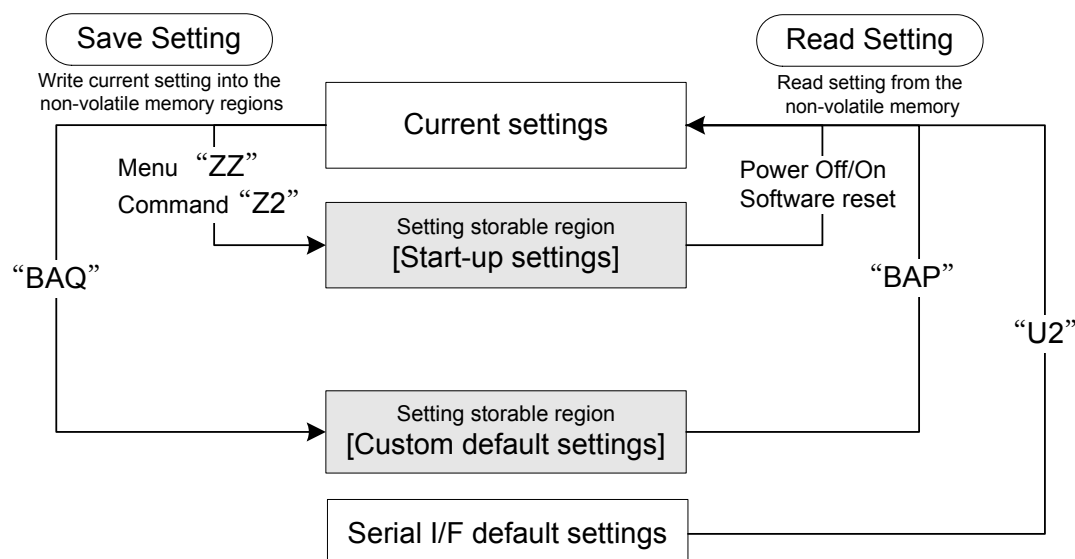 Save Setting
Write current setting into the
non-volatile memory regions
Read Setting
Read setting from the
non-volatile memory
Current settings
Menu “ZZ”
Command “Z2”
Power Off/On
Software reset
Setting storable region
[Start-up settings]
“BAQ”
“BAP”
“U2”
Setting storable region
[Custom default settings]
Serial I/F default settings